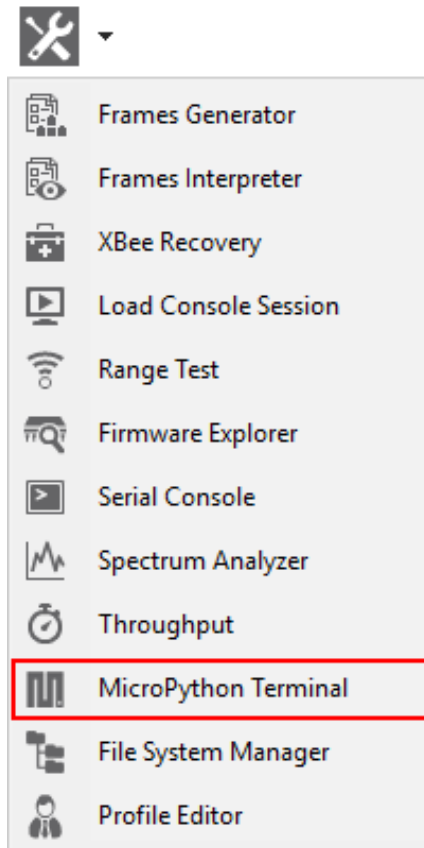 Frames Generator
Frames Interpreter
XBee Recovery
Load Console Session
Range Test
Firmware Explorer
Serial Console
Spectrum Analyzer
Throughput
MicroPython Terminal
File System Manager
Profile Editor